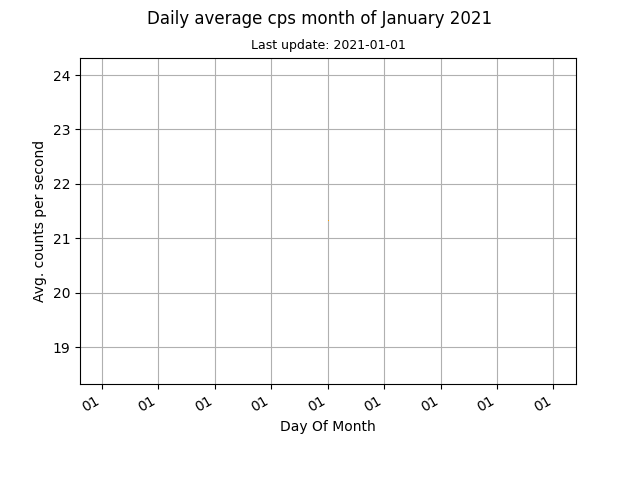 Daily average cps month of January 2021
Last update: 2021-01-01
24
23
22
21
20
19
Avg. counts per second
01 01 01 01 01 01 01 01 01
Day Of Month